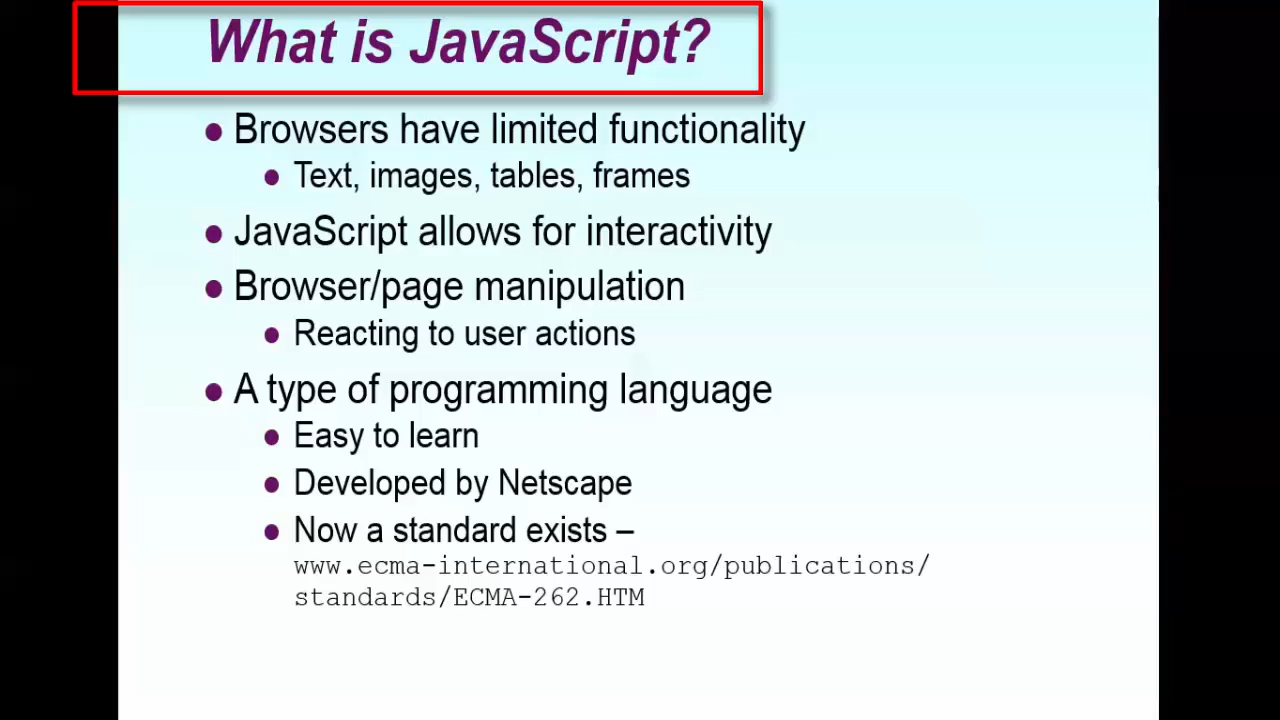 What is JavaScript?
• Browsers have limited functionality
• Text, images, tables, frames
• JavaScript allows for interactivity
• Browser/page manipulation
• Reacting to user actions
• A type of programming language
• Easy to learn
• Developed by Netscape
• Now a standard exists –
www.ecma-international.org/publications/
standards/ECMA-262.HTM